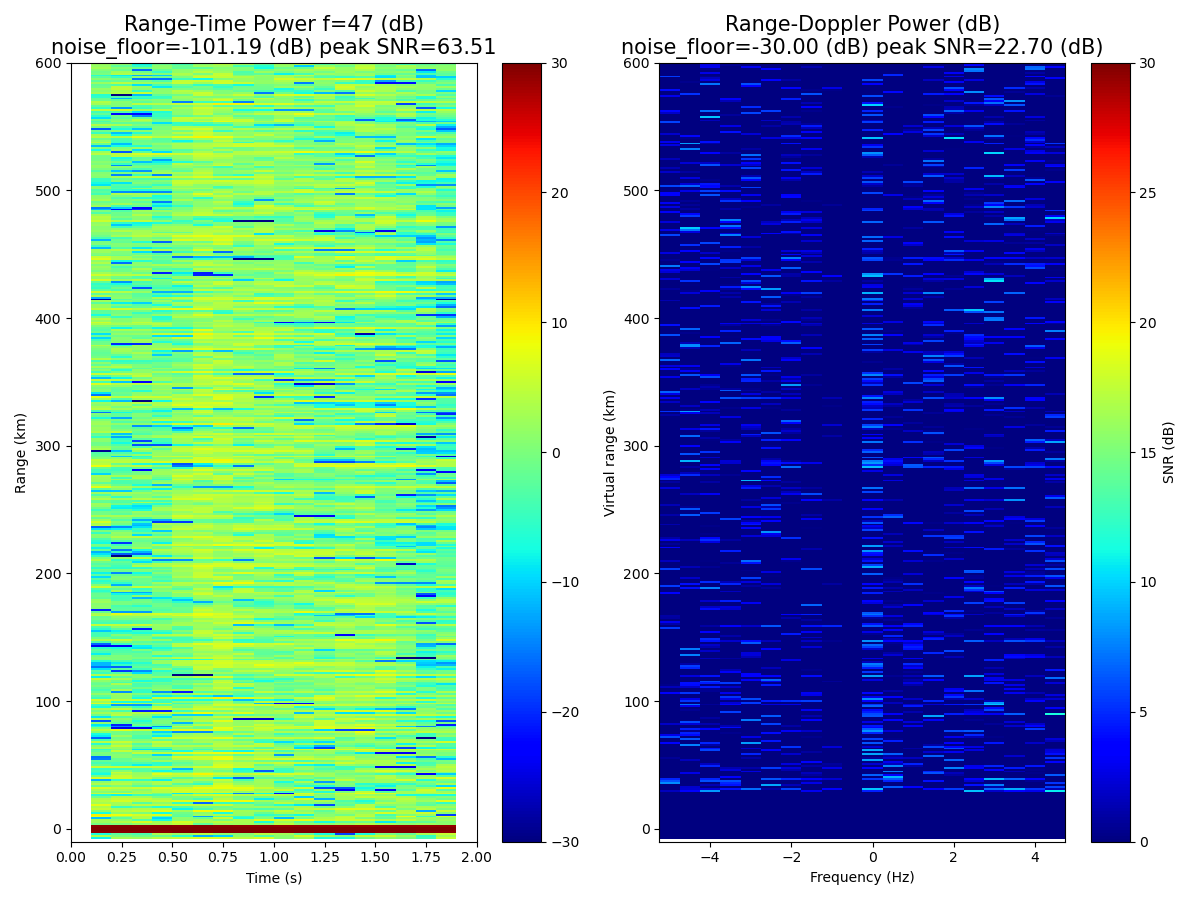 Range-Time Power f=47 (dB)
noise_floor=-101.19 (dB) peak SNR=63.51
600
500
400
300
200
100
0
Range (km)
0.00 0.25 0.50 0.75 1.00 1.25 1.50 1.75 2.00
Time (s)
30
20
10
0
−10
−20
−30
Range-Doppler Power (dB)
noise_floor=-30.00 (dB) peak SNR=22.70 (dB)
600
500
400
300
200
100
0
Virtual range (km)
−4 −2 0 2 4
Frequency (Hz)
30
25
20
15
10
5
0
SNR (dB)